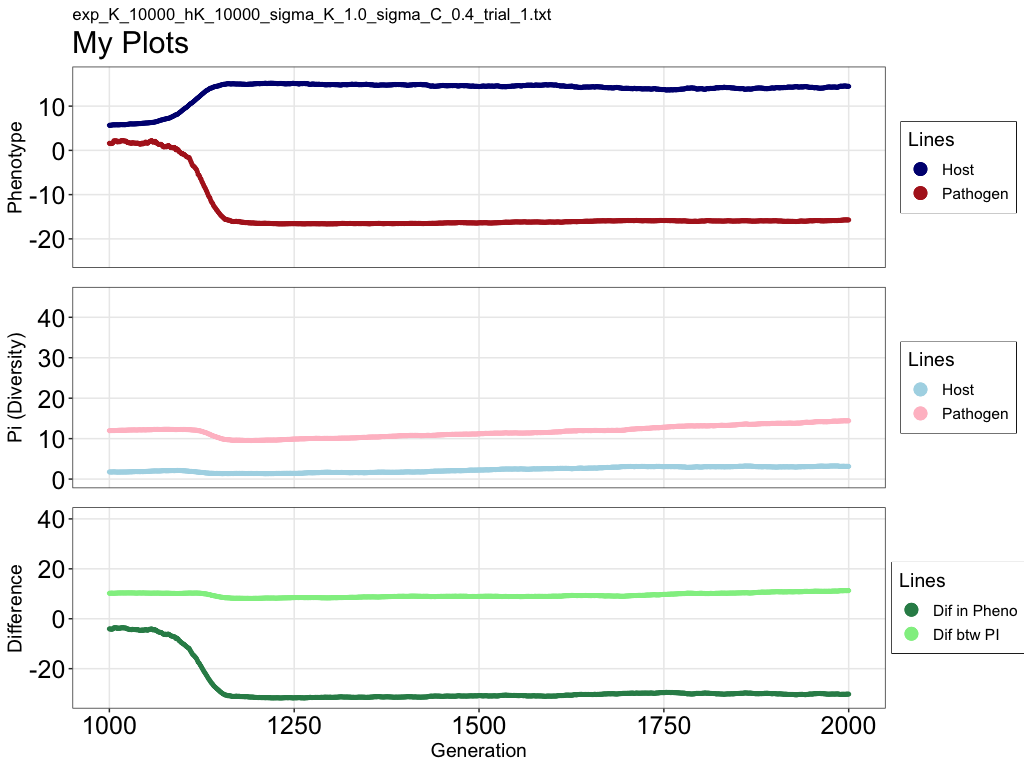 exp_K_10000_hK_10000_sigma_K_1.0_sigma_C_0.4_trial_1.txt
My Plots
Phenotype
10
0
-10
-20
Lines
Host
Pathogen
Pi (Diversity)
40
30
20
10
0
Lines
Host
Pathogen
Difference
40
20
0
-20
Lines
Dif in Pheno
Dif btw PI
1000 1250 1500 1750 2000
Generation